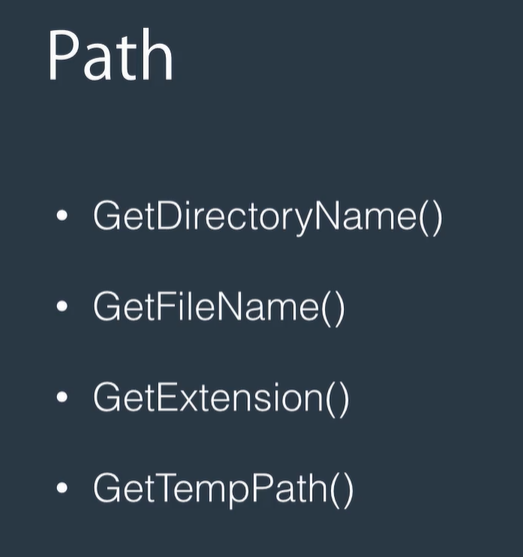 Path
• GetDirectoryName()
• GetFileName()
• GetExtension()
• GetTempPath()